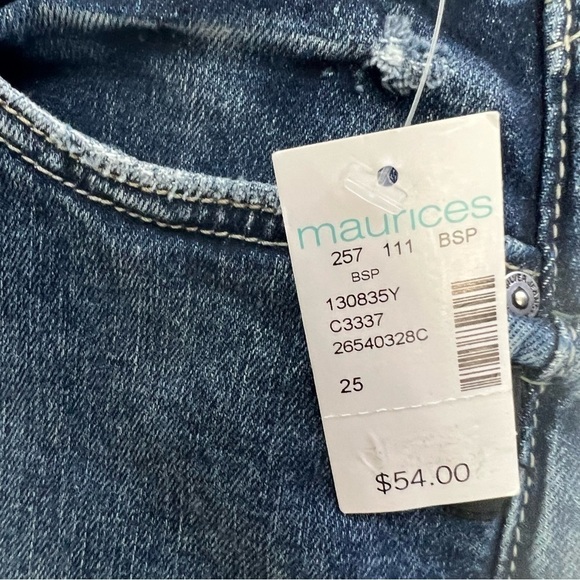 maurices
257 111 BSP
BSP
130835Y
C3337
26540328C
25
$54.00